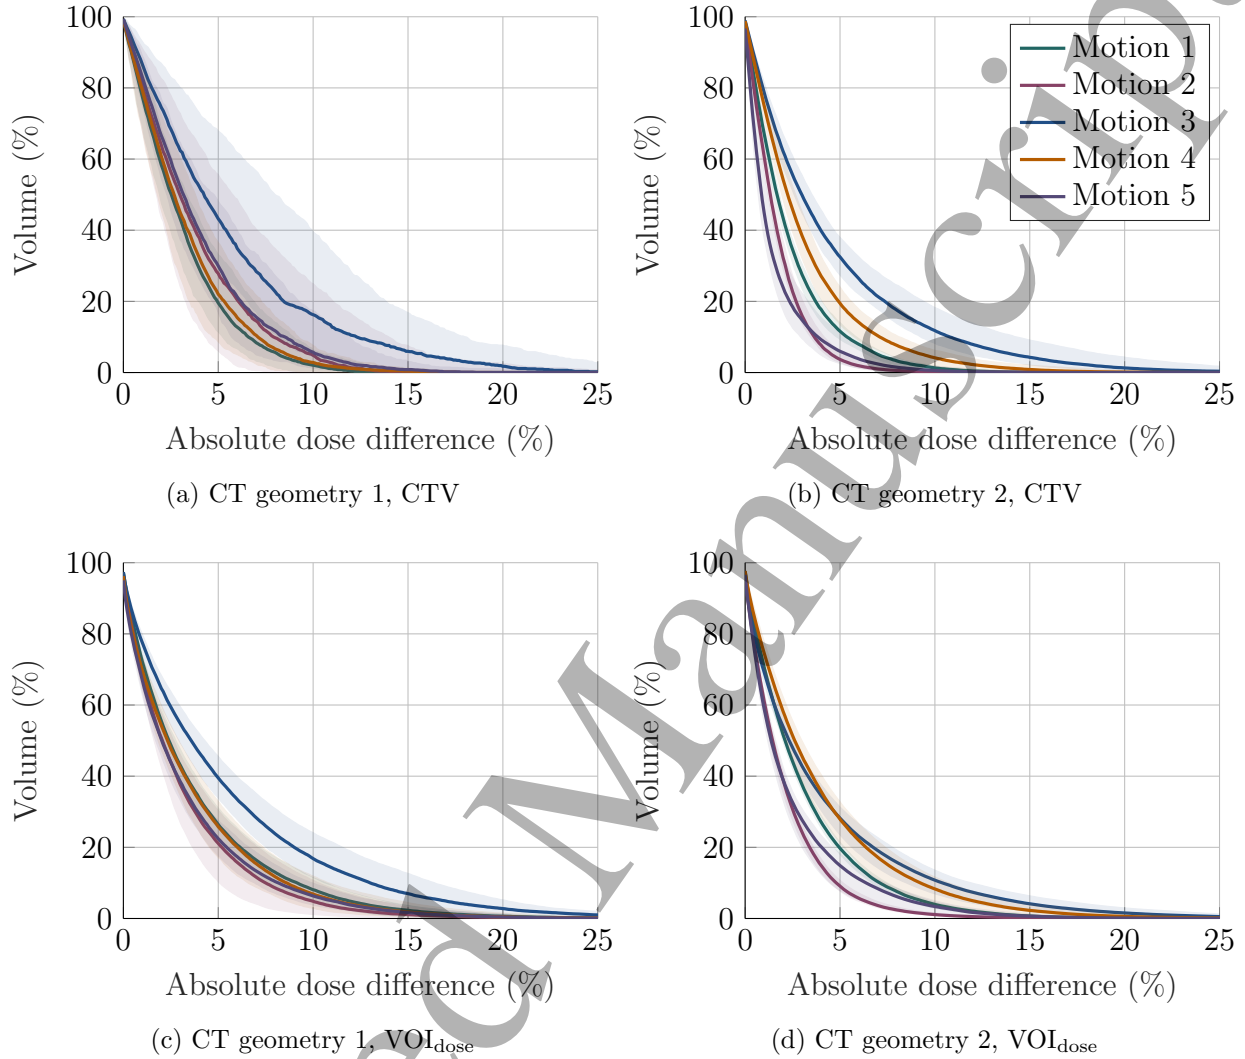 100
80
60
40
20
0
0 5 10 15 20 25
Volume (%)
Absolute dose difference (%)
(a) CT geometry 1, CTV
100
80
60
40
20
0
0 5 10 15 20 25
Volume (%)
Absolute dose difference (%)
Motion 1
Motion 2
Motion 3
Motion 4
Motion 5
(b) CT geometry 2, CTV
100
80
60
40
20
0
0 5 10 15 20 25
Volume (%)
Absolute dose difference (%)
(c) CT geometry 1, VOIdose
100
80
60
40
20
0
0 5 10 15 20 25
Volume (%)
Absolute dose difference (%)
(d) CT geometry 2, VOIdose
d Manuscrip